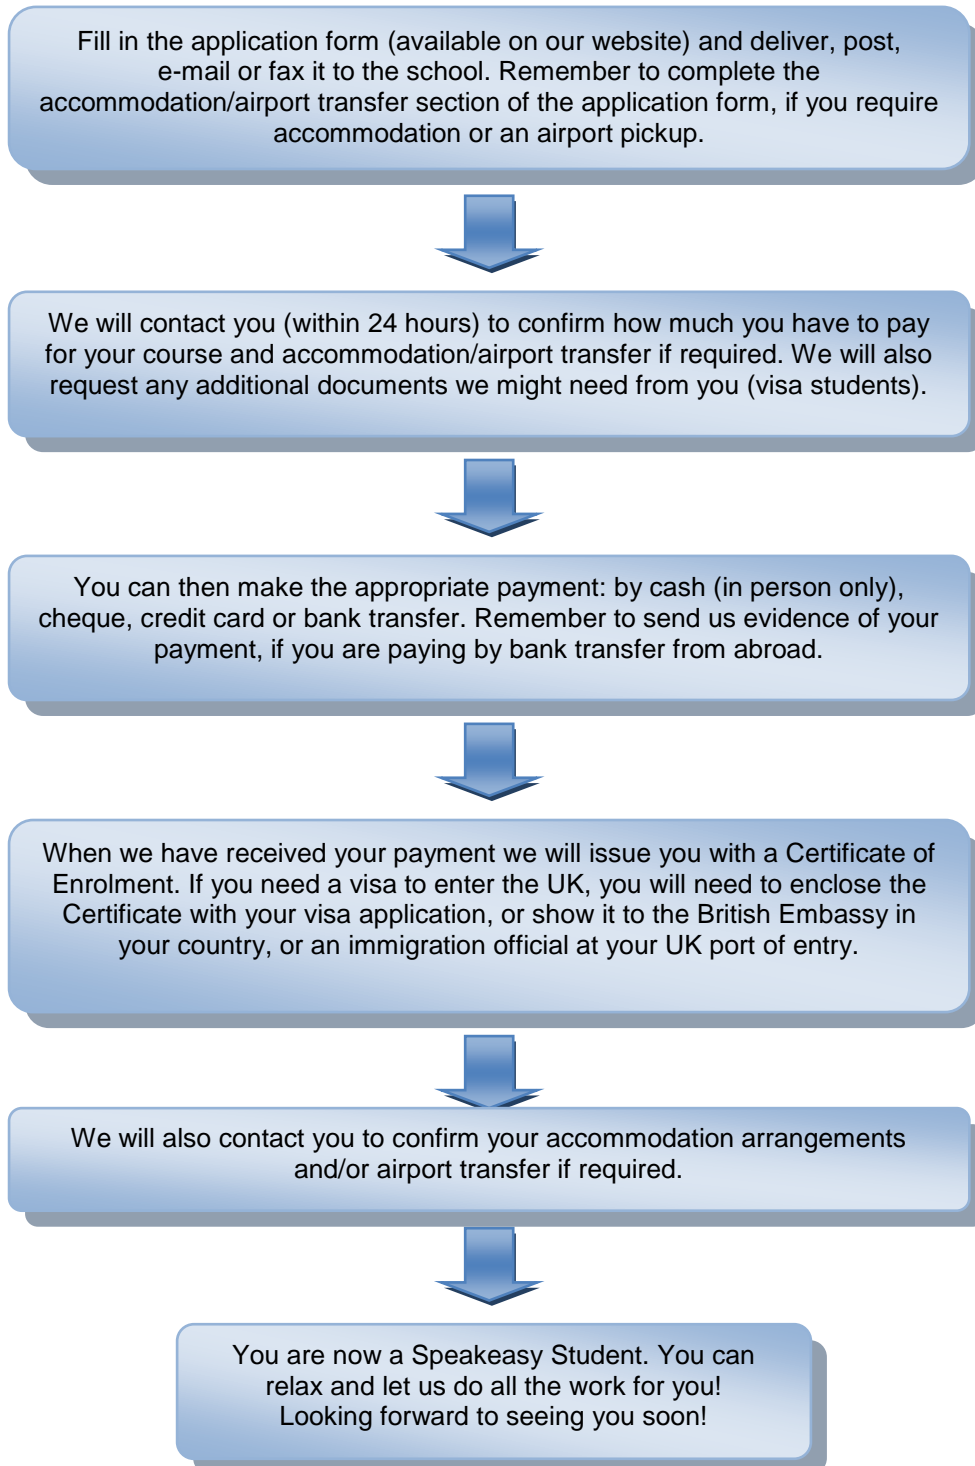 Fill in the application form (available on our website) and deliver, post,
e-mail or fax it to the school. Remember to complete the
accommodation/airport transfer section of the application form, if you require
accommodation or an airport pickup.
We will contact you (within 24 hours) to confirm how much you have to pay
for your course and accommodation/airport transfer if required. We will also
request any additional documents we might need from you (visa students).
You can then make the appropriate payment: by cash (in person only),
cheque, credit card or bank transfer. Remember to send us evidence of your
payment, if you are paying by bank transfer from abroad.
When we have received your payment we will issue you with a Certificate of
Enrolment. If you need a visa to enter the UK, you will need to enclose the
Certificate with your visa application, or show it to the British Embassy in
your country, or an immigration official at your UK port of entry.
We will also contact you to confirm your accommodation arrangements
and/or airport transfer if required.
You are now a Speakeasy Student. You can
relax and let us do all the work for you!
Looking forward to seeing you soon!